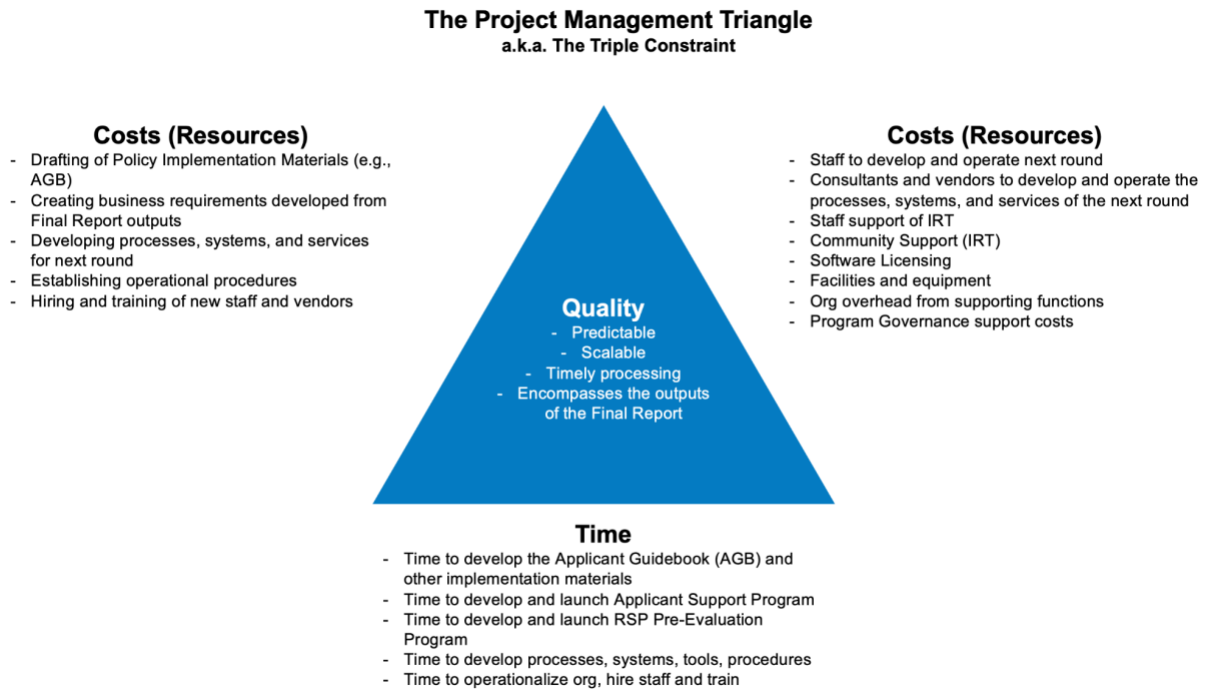 The Project Management Triangle
a.k.a. The Triple Constraint
Costs (Resources)
- Drafting of Policy Implementation Materials (e.g.,
AGB)
- Creating business requirements developed from
Final Report outputs
- Developing processes, systems, and services
for next round
- Establishing operational procedures
- Hiring and training of new staff and vendors
Costs (Resources)
- Staff to develop and operate next round
- Consultants and vendors to develop and operate the
processes, systems, and services of the next round
- Staff support of IRT
- Community Support (IRT)
- Software Licensing
- Facilities and equipment
- Org overhead from supporting functions
- Program Governance support costs
Quality
- Predictable
- Scalable
- Timely processing
- Encompasses the outputs
of the Final Report
Time
- Time to develop the Applicant Guidebook (AGB) and
other implementation materials
- Time to develop and launch Applicant Support Program
- Time to develop and launch RSP Pre-Evaluation
Program
- Time to develop processes, systems, tools, procedures
- Time to operationalize org, hire staff and train